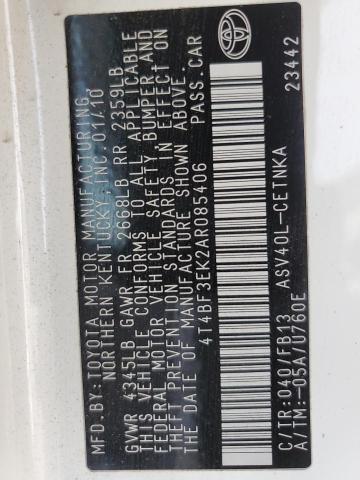 MFD. BY: TOYOTA MOTOR MANUFACTURING
NORTHERN KENTUCKY, INC. 01/10
GVWR 4345LB GAWR FR 2668LB RR 2359LB
THIS VEHICLE CONFORMS TO ALL APPLICABLE
FEDERAL MOTOR VEHICLE SAFETY, BUMPER AND
THEFT PREVENTION STANDARDS IN EFFECT ON
THE DATE OF MANUFACTURE SHOWN ABOVE.
4T4BF3EK2AR085406 PASS.CAR
C/TR:040/FB13 ASV40L-CETNKA
A/TM:-05A/U760E 23442